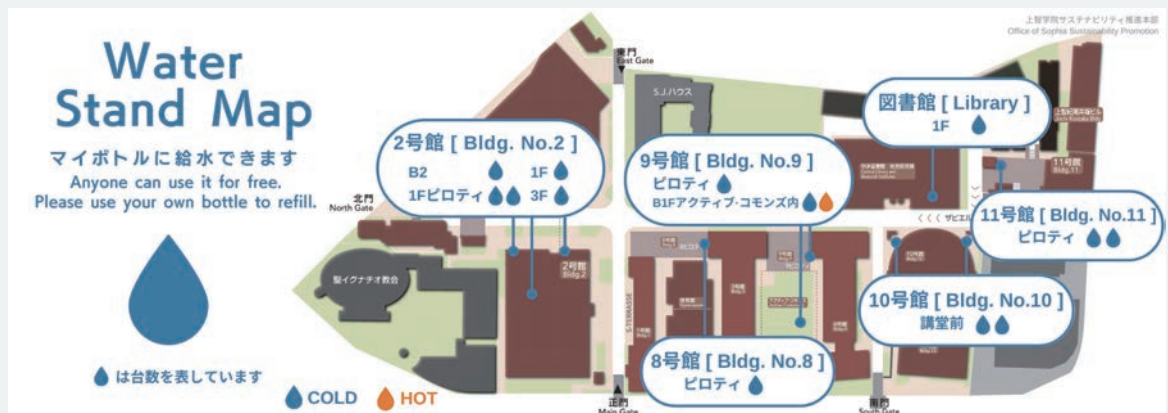 上智学院サステナビリティ推進本部
Office of Sophia Sustainability Promotion
Water
Stand Map
マイボトルに給水できます
Anyone can use it for free.
Please use your own bottle to refill.
は台数を表しています
COLD HOT
東門
East Gate
S.J.ハウス
北門
North Gate
2号館 [ Bldg. No.2 ]
B2 1F
1Fピロティ 3F
9号館 [ Bldg. No.9 ]
ピロティ
B1Fアクティブ・コモンズ内
図書館 [ Library ]
1F
11号館
Bldg.11
11号館 [ Bldg. No.11 ]
ピロティ
ザビエル
聖イグナチオ教会
2号館
Bldg.2
10号館 [ Bldg. No.10 ]
講堂前
8号館 [ Bldg. No.8 ]
ピロティ
正門
Main Gate
南門
South Gate